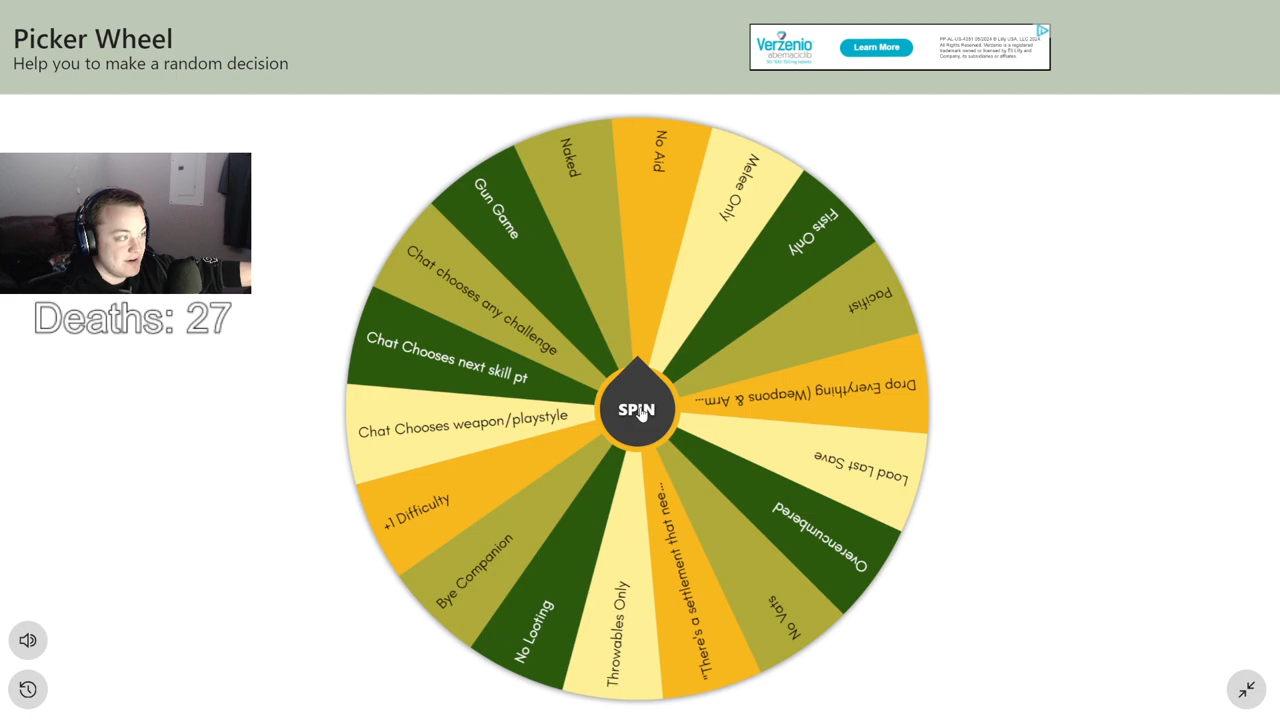 Picker Wheel
Help you to make a random decision
Verzenio
abemaciclib
Learn More
Deaths: 27
No Aid
Melee Only
Fists Only
Pacifist
Drop Everything (Weapons & Arm...
Load Last Save
Overencumbered
No Vats
"There's a settlement that nee...
Throwables Only
No Looting
Bye Companion
+1 Difficulty
Chat Chooses weapon/playstyle
Chat Chooses next skill pt
Chat chooses any challenge
Gun Game
Naked
SPIN